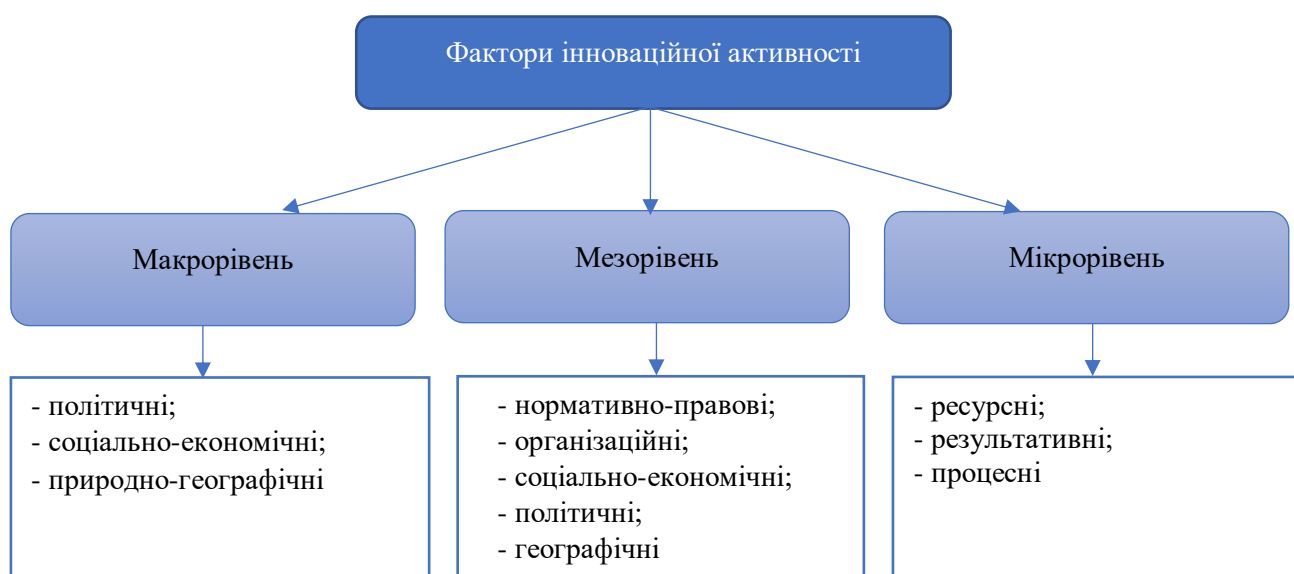 Фактори інноваційної активності
Макрорівень
Мезорівень
Мікрорівень
- політичні;
- соціально-економічні;
- природно-географічні
- нормативно-правові;
- організаційні;
- соціально-економічні;
- політичні;
- географічні
- ресурсні;
- результативні;
- процесні